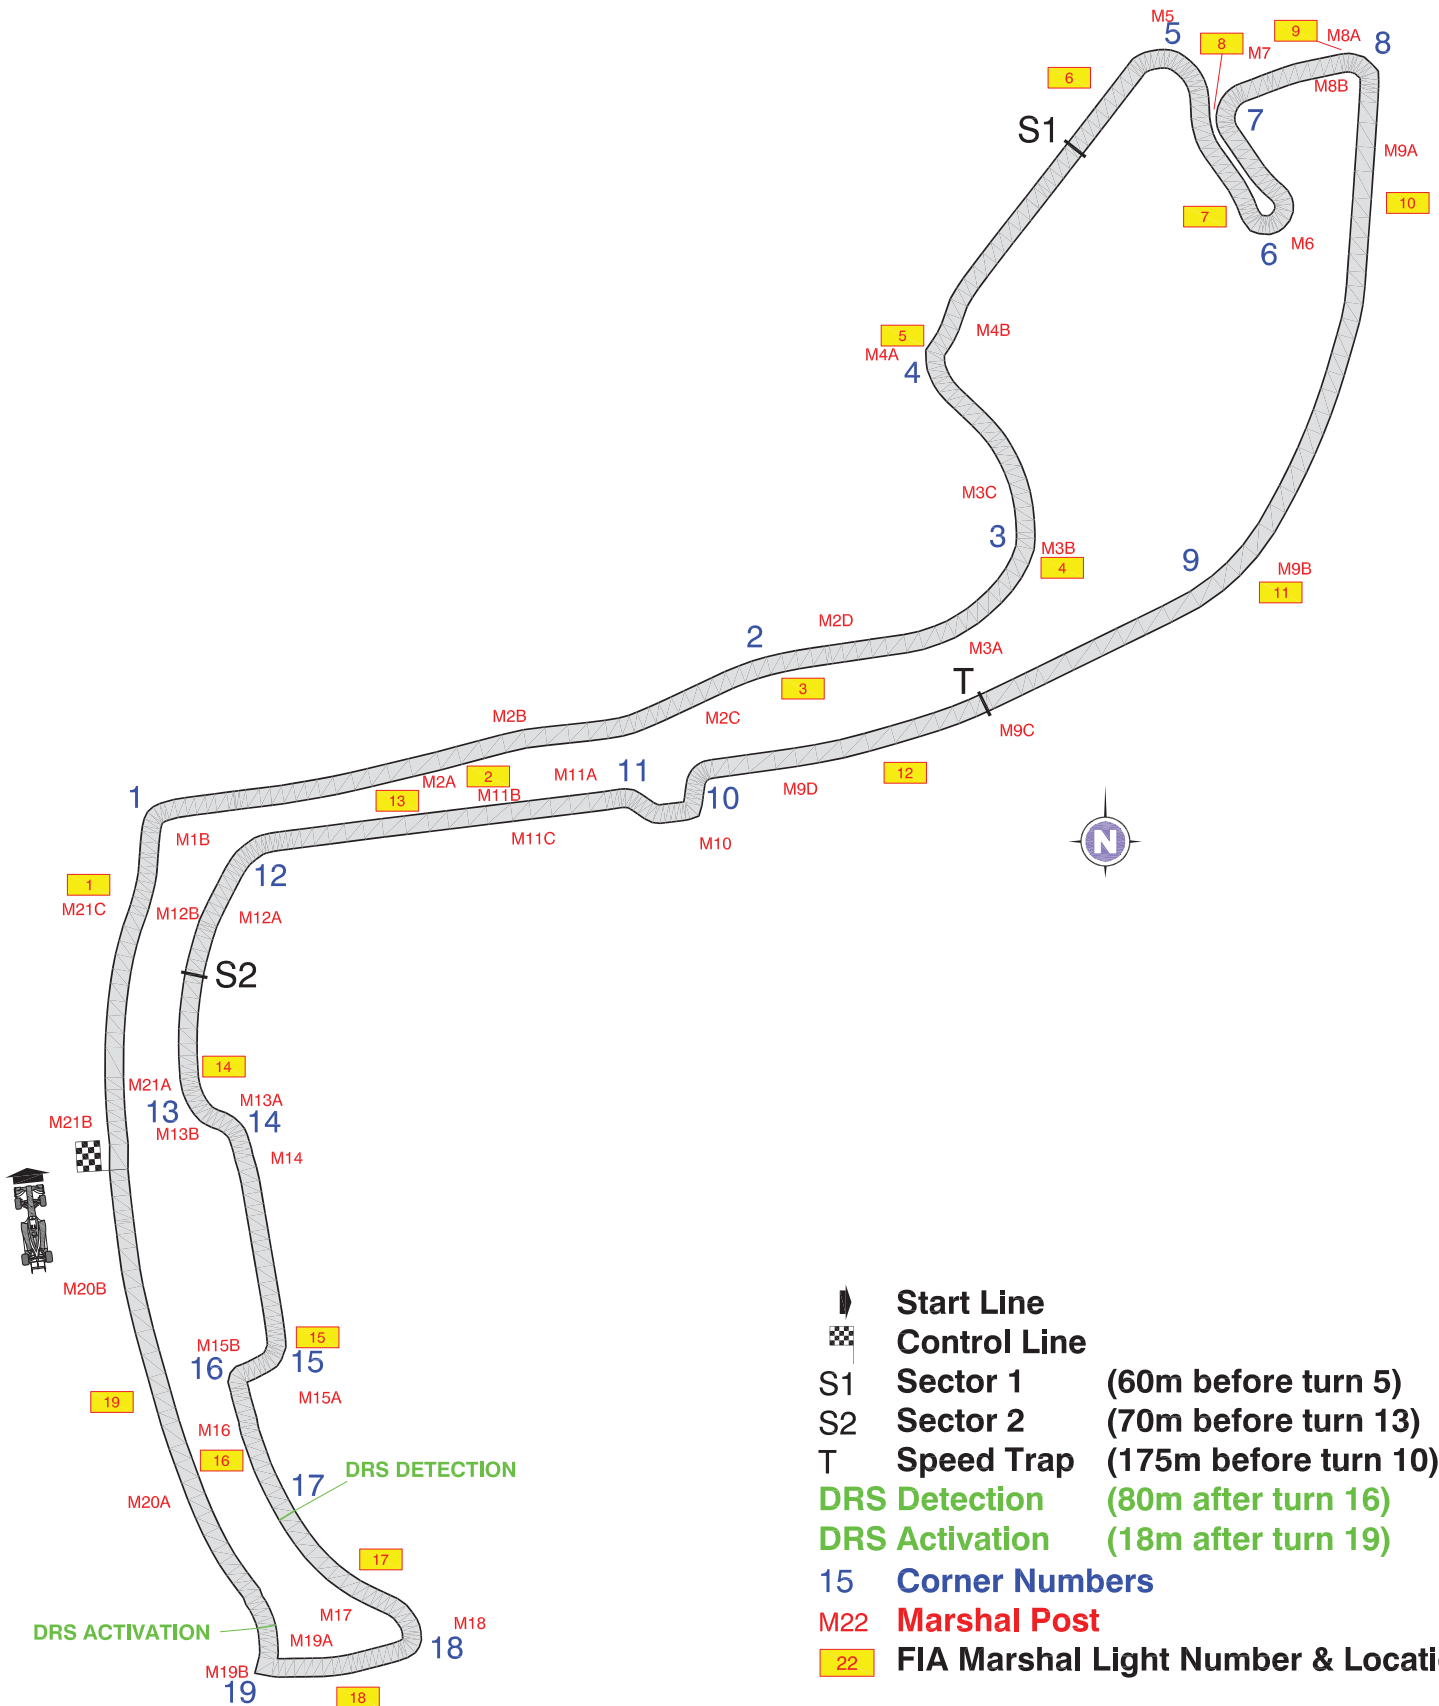 M5
5
8
M7
9
M8A
8
6
M8B
S1
7
M9A
10
7
6
M6
5
M4A
4
M4B
M3C
3
M3B
4
9
M9B
11
2
M2D
M3A
T
3
M2C
M9C
M2B
1
M2A
2
M11A
11
12
13
M11B
M9D
10
M1B
M11C
M10
N
1
12
M21C
M12B
M12A
S2
14
M21A
M13A
M21B
13
M13B
14
M14
M20B
M15B
15
16
15
M15A
19
M16
16
DRS DETECTION
17
M20A
17
M17
M18
DRS ACTIVATION
M19A
18
M19B
19
18
Start Line
Control Line
S1 Sector 1 (60m before turn 5)
S2 Sector 2 (70m before turn 13)
T Speed Trap (175m before turn 10)
DRS Detection (80m after turn 16)
DRS Activation (18m after turn 19)
15 Corner Numbers
M22 Marshal Post
22 FIA Marshal Light Number & Locati